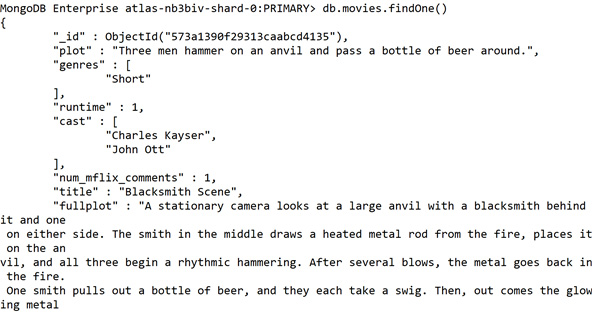 MongoDB Enterprise atlas-nb3biv-shard-0:PRIMARY> db.movies.findOne()
{
        "_id" : ObjectId("573a1390f29313caabcd4135"),
        "plot" : "Three men hammer on an anvil and pass a bottle of beer around.",
        "genres" : [
                "Short"
        ],
        "runtime" : 1,
        "cast" : [
                "Charles Kayser",
                "John Ott"
        ],
        "num_mflix_comments" : 1,
        "title" : "Blacksmith Scene",
        "fullplot" : "A stationary camera looks at a large anvil with a blacksmith behind
it and one
 on either side. The smith in the middle draws a heated metal rod from the fire, places it
 on the an
vil, and all three begin a rhythmic hammering. After several blows, the metal goes back in
 the fire.
 One smith pulls out a bottle of beer, and they each take a swig. Then, out comes the glow
ing metal